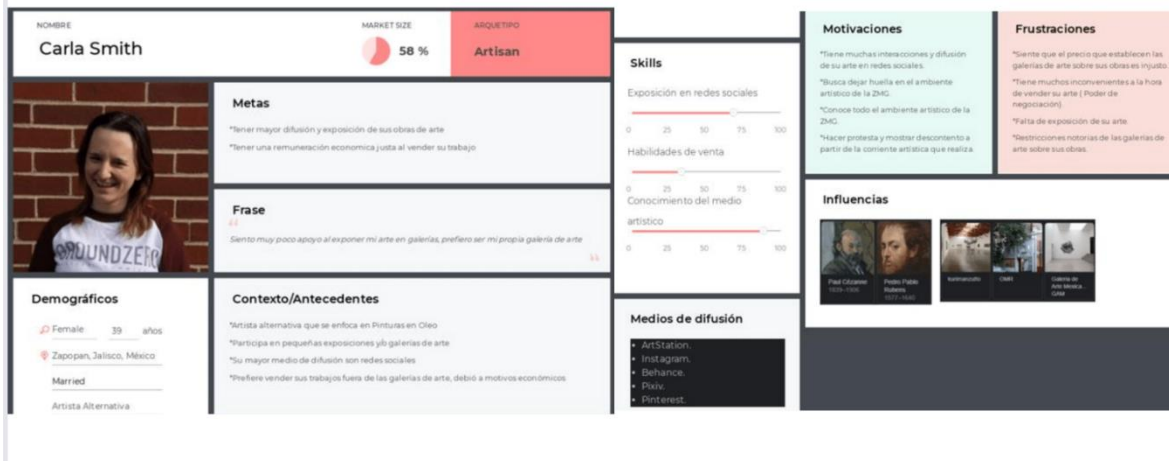 NOMBRE
Carla Smith
MARKET SIZE
58 %
ARQUETIPO
Artisan
GROUNDZERO
Demográficos
Female 39 años
Zapopan, Jalisco, México
Married
Artista Alternativa
Metas
*Tener mayor difusión y exposición de sus obras de arte
*Tener una remuneración economica justa al vender su trabajo
Frase
Siento muy poco apoyo al exponer mi arte en galerías, prefiero ser mi propia galería de arte
Contexto/Antecedentes
*Artista alternativa que se enfoca en Pinturas en Oleo
*Participa en pequeñas exposiciones y/o galerías de arte
*Su mayor medio de difusión son redes sociales
*Prefiere vender sus trabajos fuera de las galerías de arte, debió a motivos económicos
Skills
Exposición en redes sociales
0 25 50 75 100
Habilidades de venta
0 25 50 75 100
Conocimiento del medio
artístico
0 25 50 75 100
Medios de difusión
• ArtStation.
• Instagram.
• Behance.
• Pixiv.
• Pinterest.
Motivaciones
*Tiene muchas interacciones y difusión
de su arte en redes sociales.
*Busca dejar huella en el ambiente
artístico de la ZMG.
*Conoce todo el ambiente artístico de la
ZMG.
*Hacer protesta y mostrar descontento a
partir de la corriente artística que realiza.
Frustraciones
*Siente que el precio que establecen las
galerías de arte sobre sus obras es injusto.
*Tiene muchos inconvenientes a la hora
de vender su arte ( Poder de
negociación).
*Falta de exposición de su arte.
*Restricciones notorias de las galerías de
arte sobre sus obras.
Influencias
Paul Cézanne
1839–1906
Pedro Pablo
Rubens
1577–1640
kurimanzutto
OMR
Galería de
Arte Mexica...
GAM